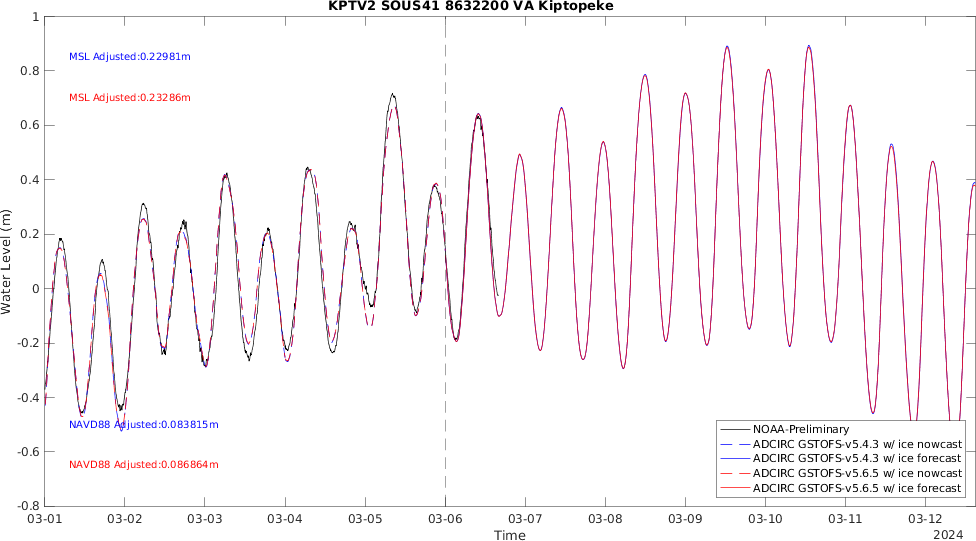 KPTV2 SOUS41 8632200 VA Kiptopeke
1
0.8
0.6
0.4
0.2
0
-0.2
-0.4
-0.6
-0.8
Water Level (m)
MSL Adjusted:0.22981m
MSL Adjusted:0.23286m
NAVD88 Adjusted:0.083815m
NAVD88 Adjusted:0.086864m
NOAA-Preliminary
ADCIRC GSTOFS-v5.4.3 w/ ice nowcast
ADCIRC GSTOFS-v5.4.3 w/ ice forecast
ADCIRC GSTOFS-v5.6.5 w/ ice nowcast
ADCIRC GSTOFS-v5.6.5 w/ ice forecast
03-01 03-02 03-03 03-04 03-05 03-06 03-07 03-08 03-09 03-10 03-11 03-12
Time
2024